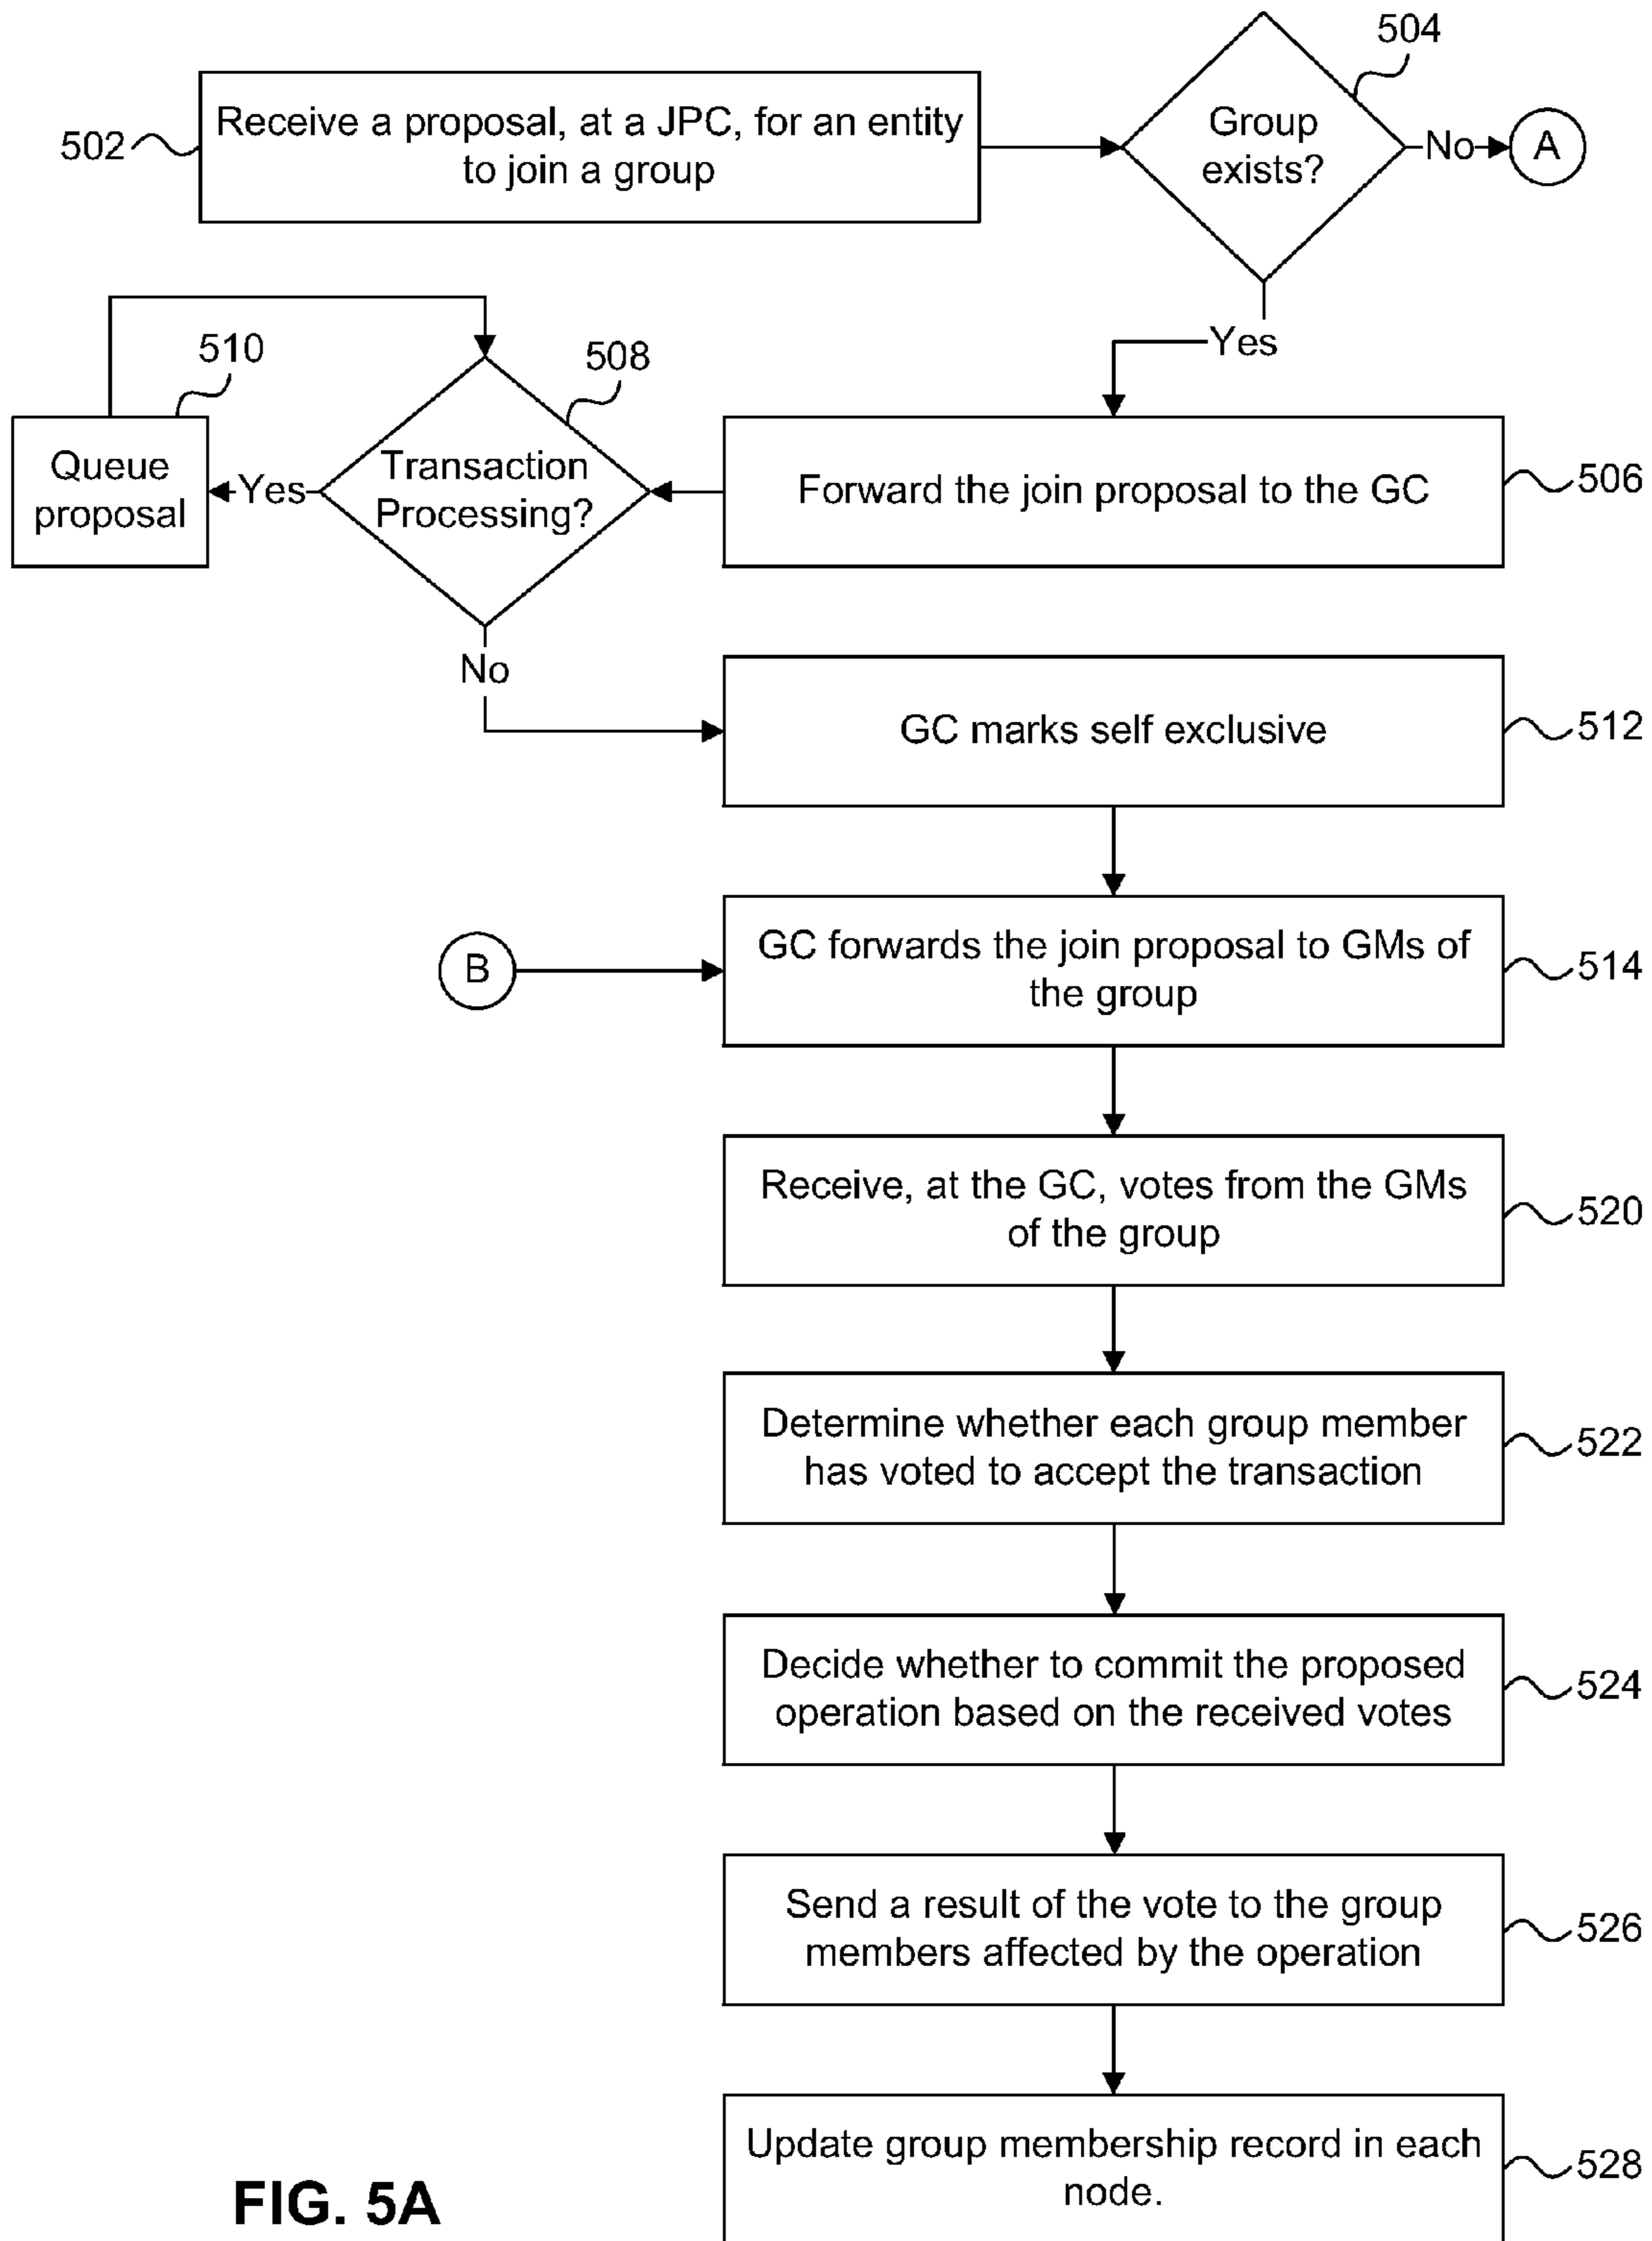 504
502
Receive a proposal, at a JPC, for an entity
to join a group
Group
exists?
No
A
Yes
510
508
Queue
proposal
Yes
Transaction
Processing?
Forward the join proposal to the GC
506
No
GC marks self exclusive
512
B
GC forwards the join proposal to GMs of
the group
514
Receive, at the GC, votes from the GMs
of the group
520
Determine whether each group member
has voted to accept the transaction
522
Decide whether to commit the proposed
operation based on the received votes
524
Send a result of the vote to the group
members affected by the operation
526
Update group membership record in each
node.
528
FIG. 5A